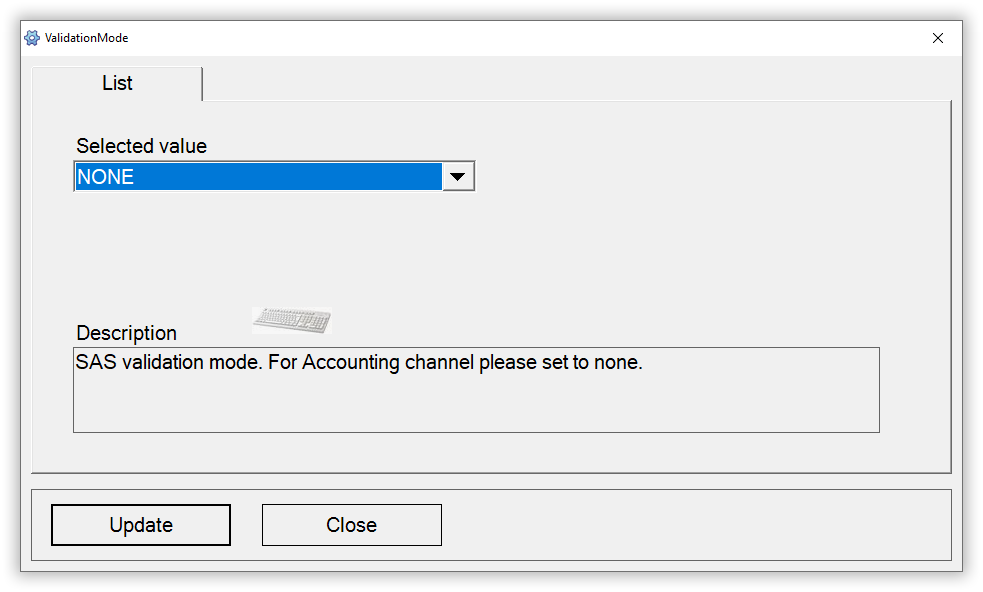 ValidationMode
List
Selected value
NONE
Description
SAS validation mode. For Accounting channel please set to none.
Update
Close